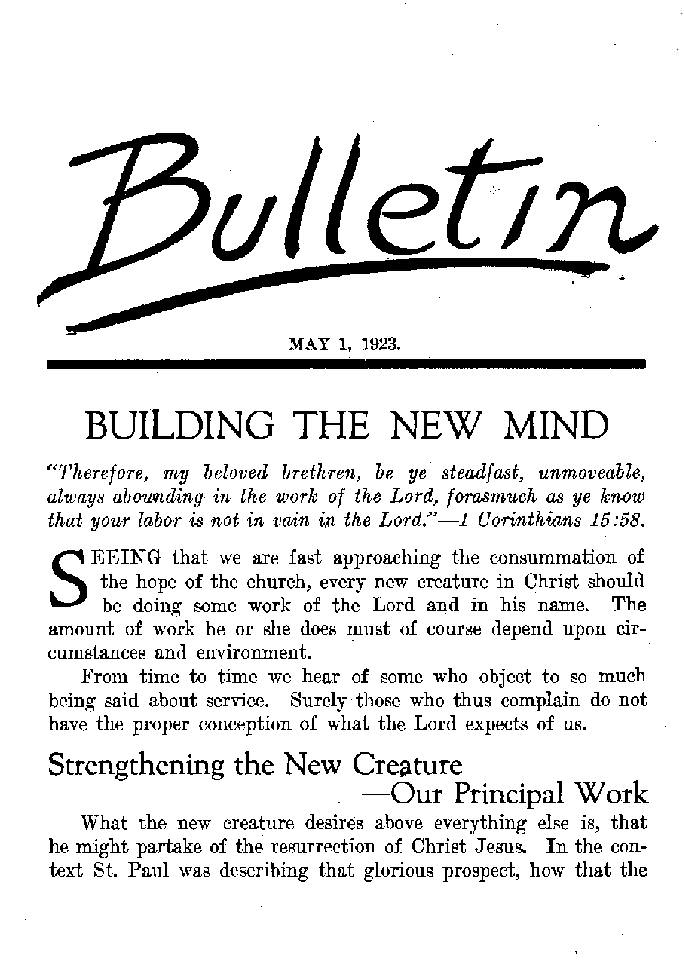 Bulletin
MAY 1, 1923.
BUILDING THE NEW MIND
“Therefore, my beloved brethren, be ye steadfast, unmoveable,
always abounding in the work of the Lord, forasmuch as ye know
that your labor is not in vain in the Lord.”—1 Corinthians 15:58.
SEEING that we are fast approaching the consummation of
the hope of the church, every new creature in Christ should
be doing some work of the Lord and in his name. The
amount of work he or she does must of course depend upon cir-
cumstances and environment.
From time to time we hear of some who object to so much
being said about service. Surely those who thus complain do not
have the proper conception of what the Lord expects of us.
Strengthening the New Creature
—Our Principal Work
What the new creature desires above everything else is, that
he might partake of the resurrection of Christ Jesus. In the con-
text St. Paul was describing that glorious prospect, how that the